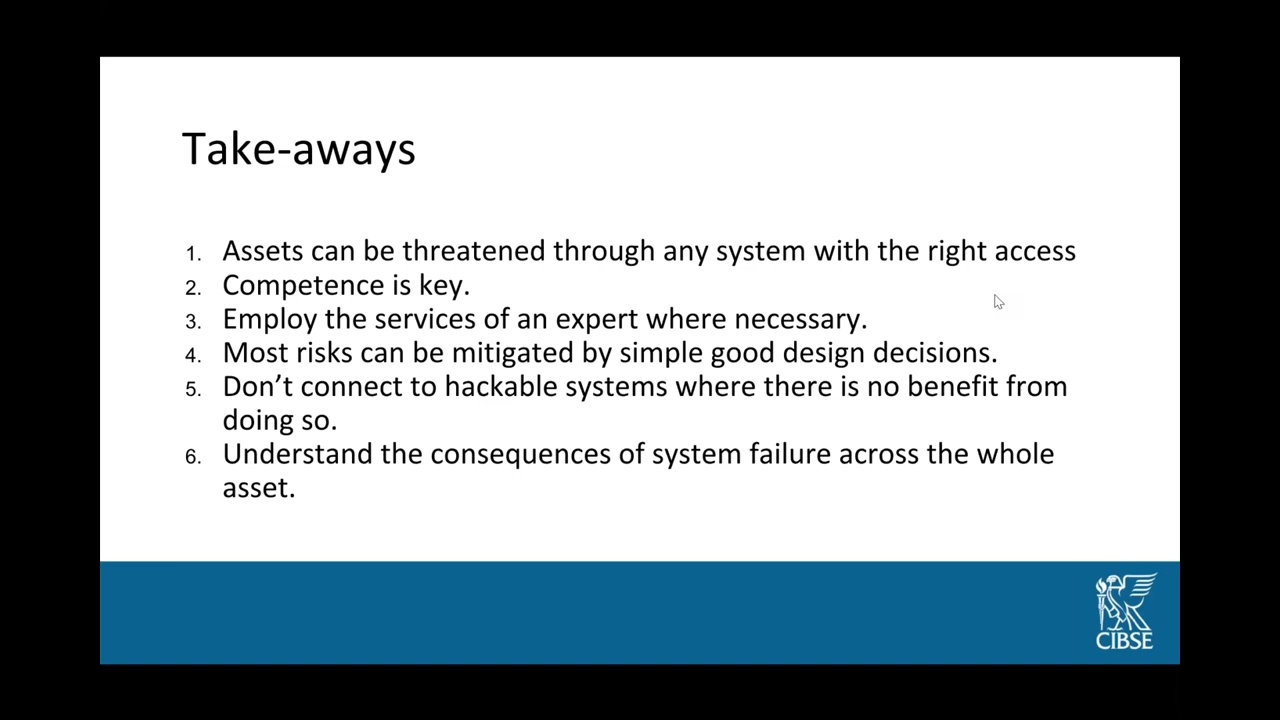 Take-aways
1. Assets can be threatened through any system with the right access
2. Competence is key.
3. Employ the services of an expert where necessary.
4. Most risks can be mitigated by simple good design decisions.
5. Don’t connect to hackable systems where there is no benefit from
doing so.
6. Understand the consequences of system failure across the whole
asset.
CIBSE